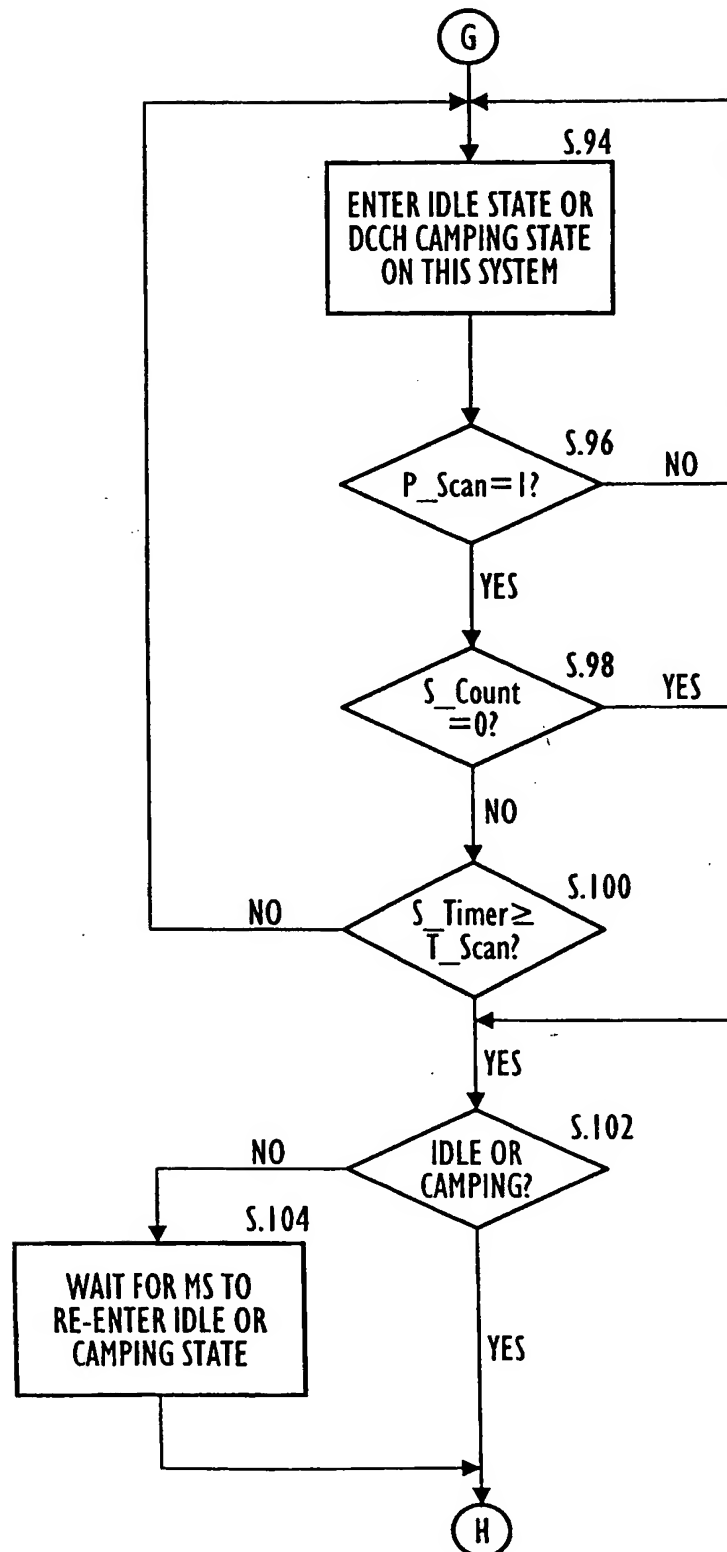 G
S.94
ENTER IDLE STATE OR
DCCH CAMPING STATE
ON THIS SYSTEM
S.96
P_Scan=1?
NO
YES
S.98
S_Count
=0?
YES
NO
S.100
S_Timer≥
T_Scan?
NO
YES
S.102
IDLE OR
CAMPING?
NO
S.104
WAIT FOR MS TO
RE-ENTER IDLE OR
CAMPING STATE
YES
H